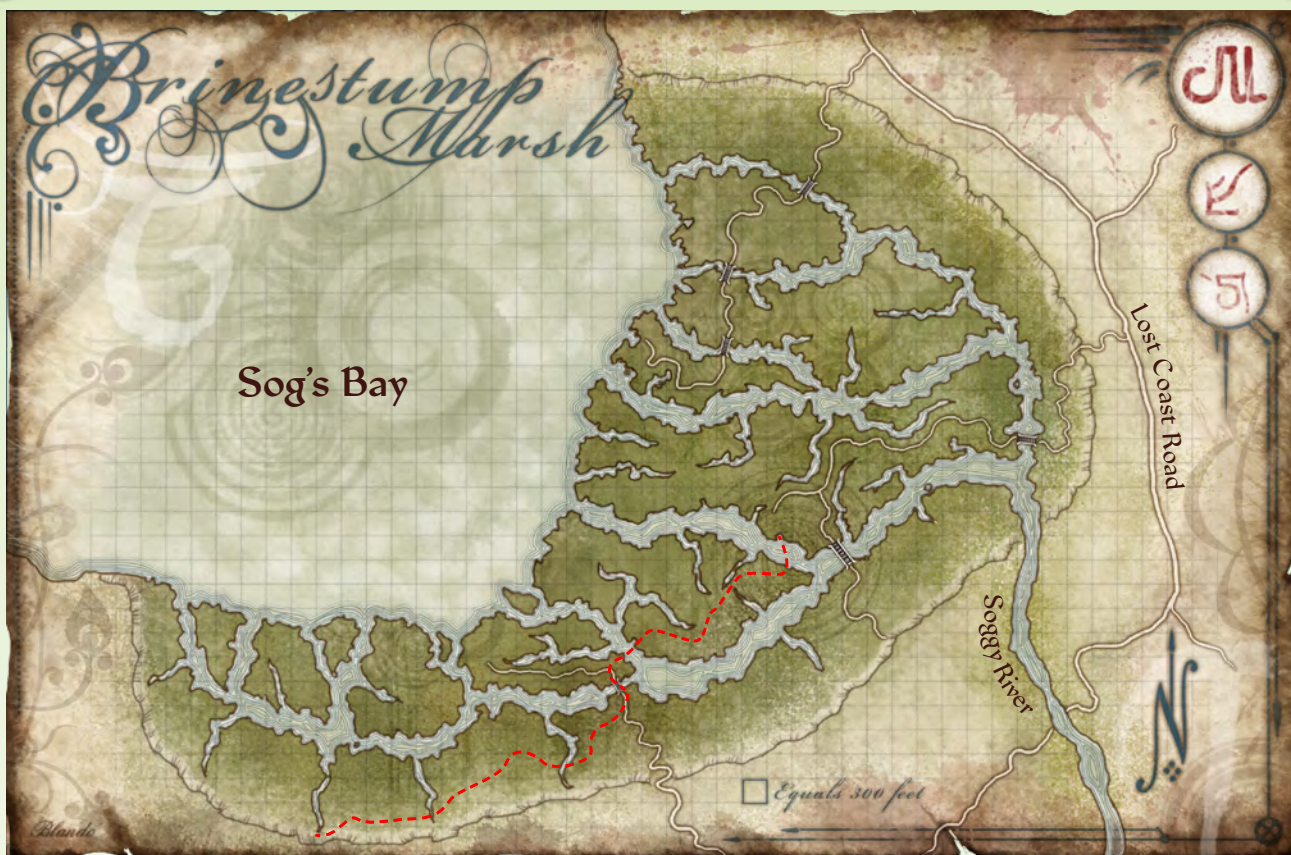 Brinestump
Marsh
Sog's Bay
Lost Coast Road
Soggy River
Equals 300 feet
Blando